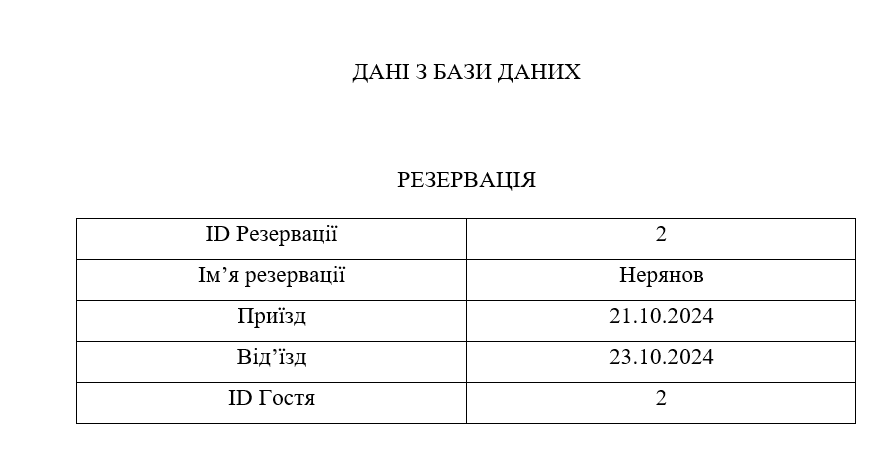 ДАНІ З БАЗИ ДАНИХ
РЕЗЕРВАЦІЯ
ID Резервації 2
Ім’я резервації Нерянов
Приїзд 21.10.2024
Від’їзд 23.10.2024
ID Гостя 2